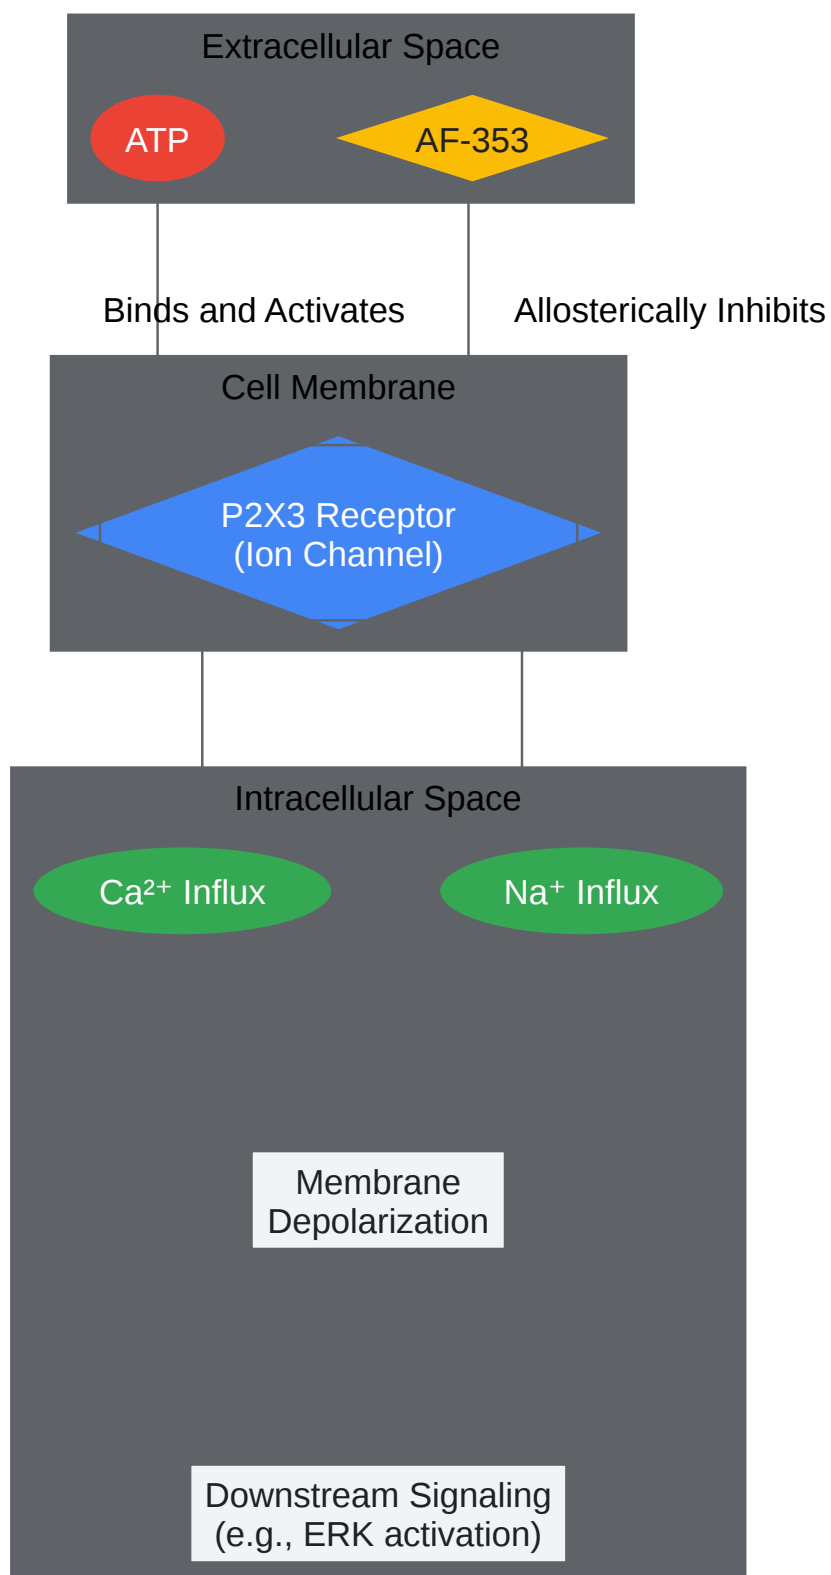 Extracellular Space
ATP
AF-353
Binds and Activates
Allosterically Inhibits
Cell Membrane
P2X3 Receptor
(Ion Channel)
Intracellular Space
Ca²⁺ Influx
Na⁺ Influx
Membrane
Depolarization
Downstream Signaling
(e.g., ERK activation)